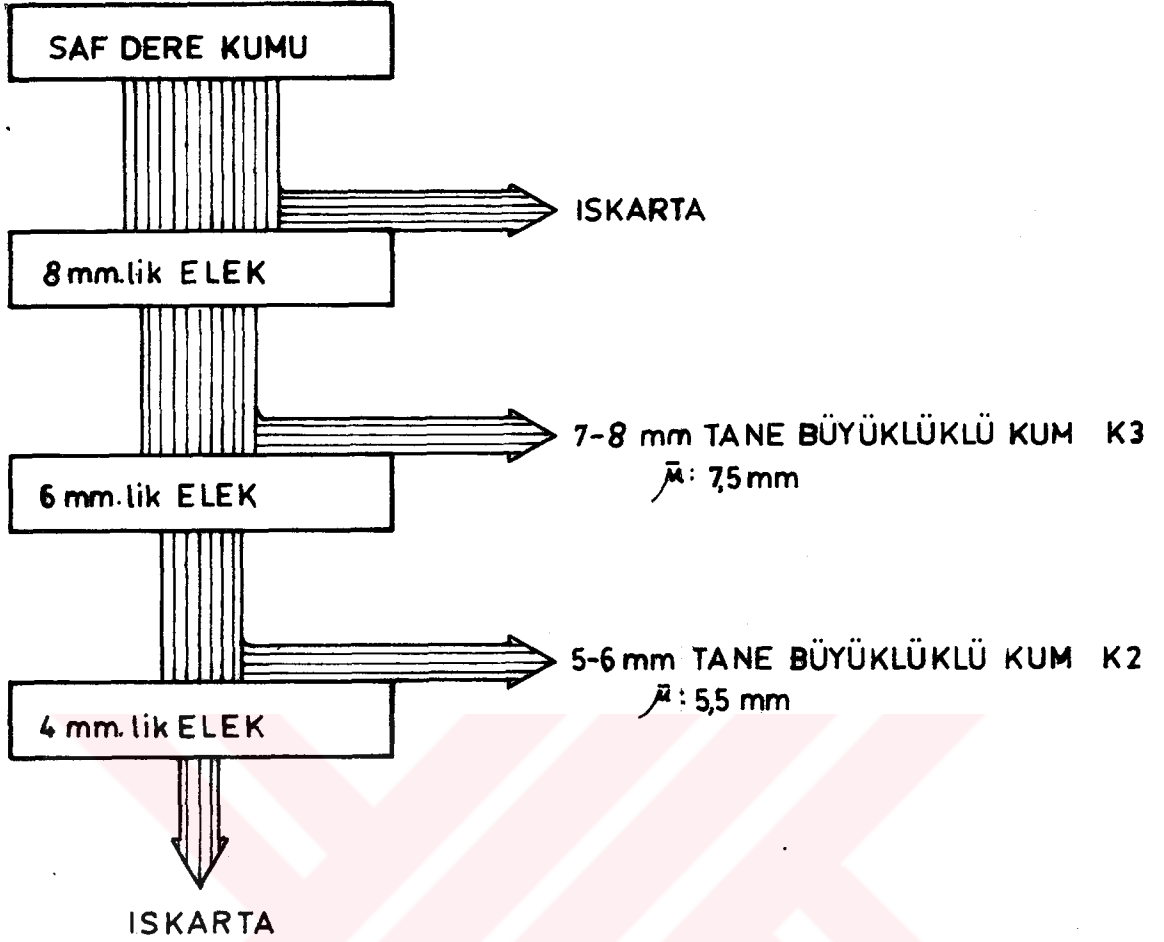 SAF DERE KUMU
ISKARTA
8 mm.lik ELEK
7-8 mm TANE BÜYÜKLÜKLÜ KUM K3
μ̄: 7,5 mm
6 mm.lik ELEK
5-6 mm TANE BÜYÜKLÜKLÜ KUM K2
μ̄: 5,5 mm
4 mm.lik ELEK
ISKARTA